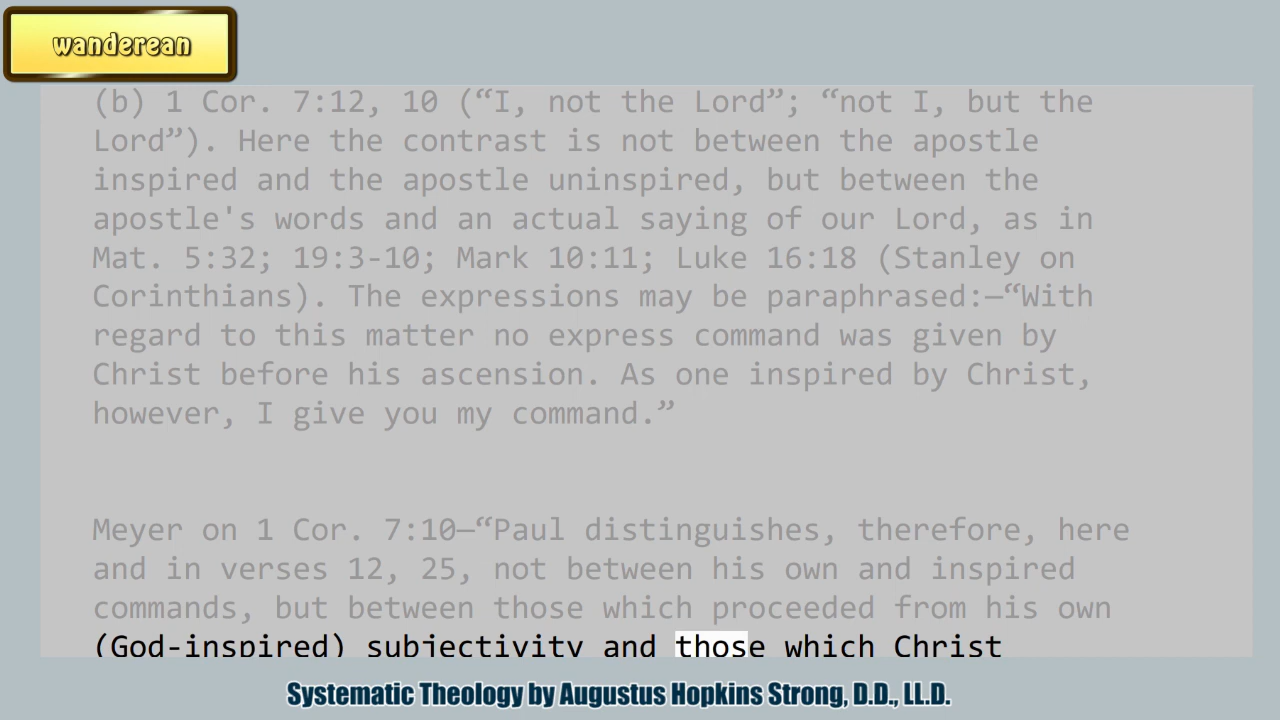 wanderean
(b) 1 Cor. 7:12, 10 (“I, not the Lord”; “not I, but the
Lord”). Here the contrast is not between the apostle
inspired and the apostle uninspired, but between the
apostle's words and an actual saying of our Lord, as in
Mat. 5:32; 19:3-10; Mark 10:11; Luke 16:18 (Stanley on
Corinthians). The expressions may be paraphrased:—“With
regard to this matter no express command was given by
Christ before his ascension. As one inspired by Christ,
however, I give you my command.”
Meyer on 1 Cor. 7:10—“Paul distinguishes, therefore, here
and in verses 12, 25, not between his own and inspired
commands, but between those which proceeded from his own
(God-inspired) subjectivity and those which Christ
Systematic Theology by Augustus Hopkins Strong, D.D., LL.D.